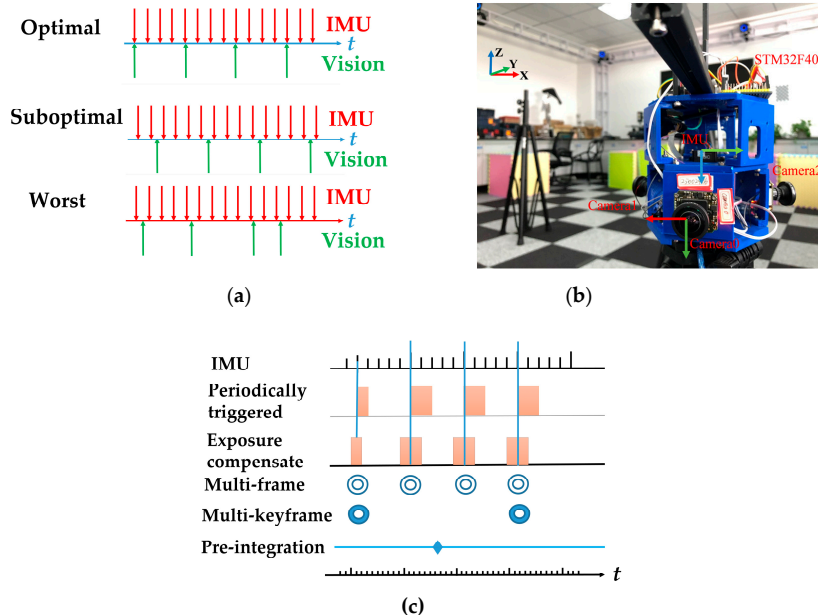 Optimal
IMU
t
Vision
Suboptimal
IMU
t
Vision
Worst
IMU
t
Vision
(a)
Z
Y
X
STM32F40
IMU
Camera2
Camera1
Camera0
(b)
IMU
Periodically
triggered
Exposure
compensate
Multi-frame
Multi-keyframe
Pre-integration
t
(c)